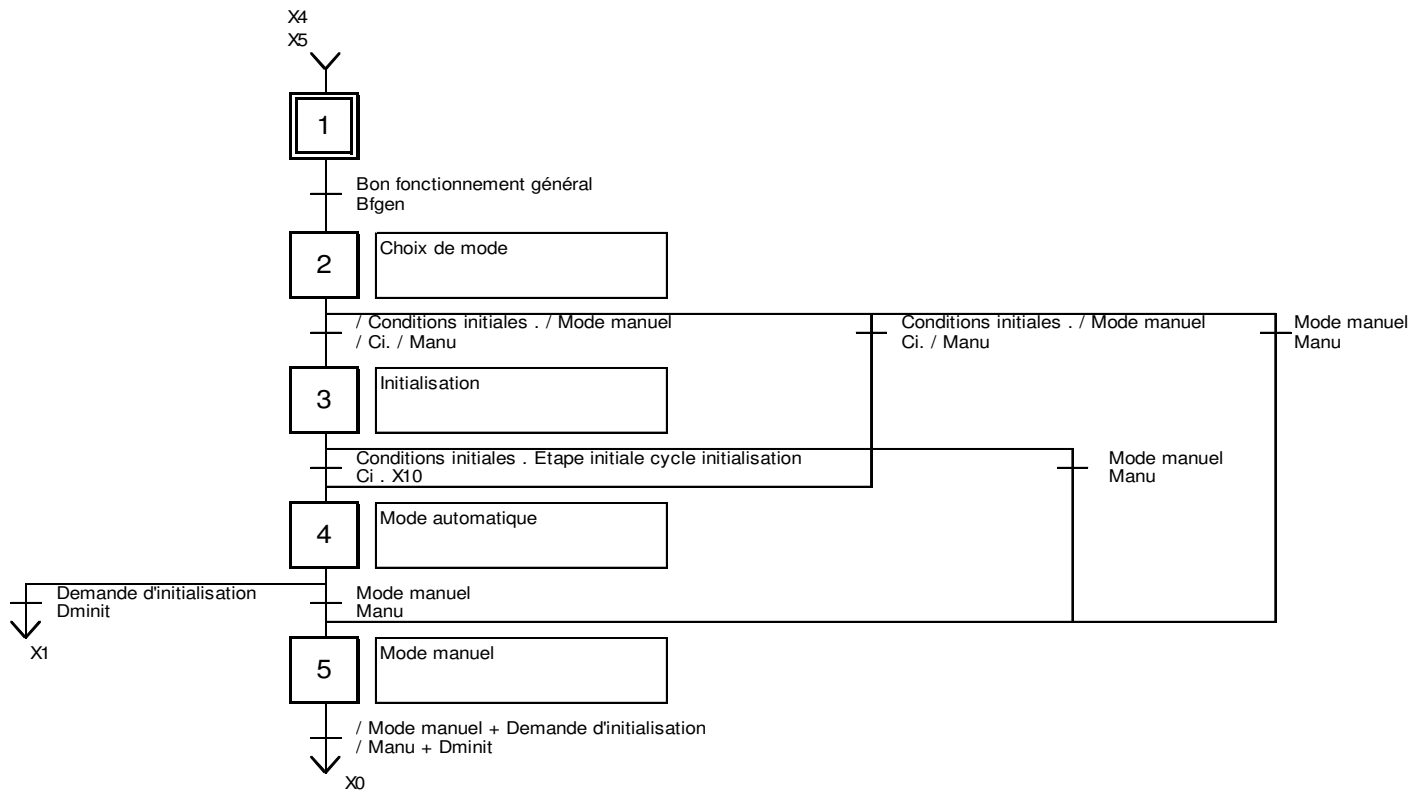 X4
X5
1
Bon fonctionnement général
Bfgen
2
Choix de mode
/ Conditions initiales . / Mode manuel
/ Ci. / Manu
Conditions initiales . / Mode manuel
Ci. / Manu
Mode manuel
Manu
3
Initialisation
Conditions initiales . Etape initiale cycle initialisation
Ci . X10
Mode manuel
Manu
4
Mode automatique
Demande d'initialisation
Dminit
X1
Mode manuel
Manu
5
Mode manuel
/ Mode manuel + Demande d'initialisation
/ Manu + Dminit
X0